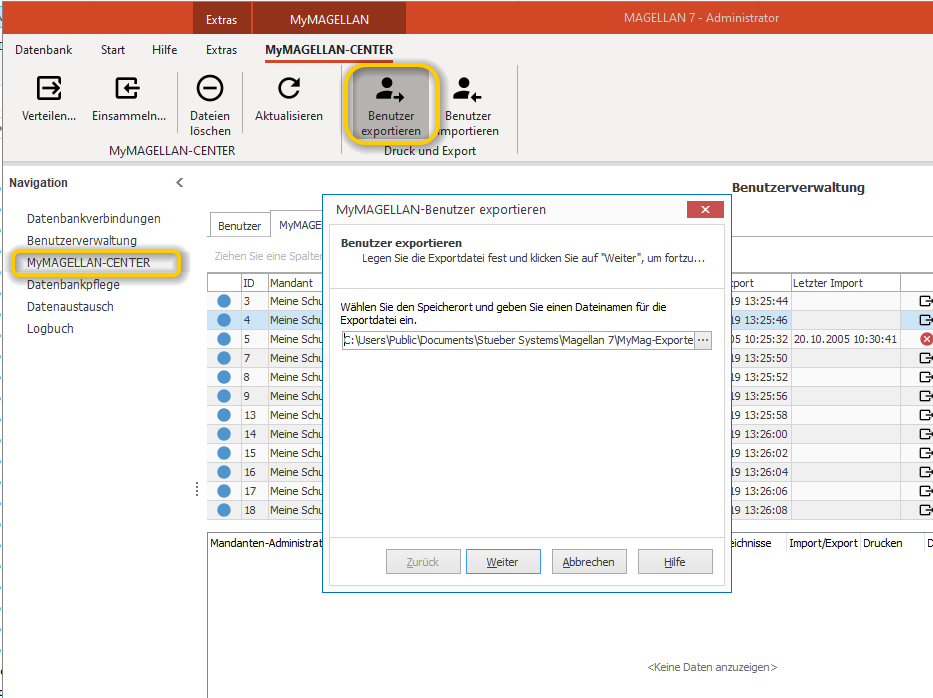 Extras MyMAGELLAN MAGELLAN 7 - Administrator
Datenbank Start Hilfe Extras MyMAGELLAN-CENTER
Verteilen... Einsammeln... Dateien löschen Aktualisieren Benutzer exportieren Benutzer importieren
MyMAGELLAN-CENTER Druck und Export
Navigation
Datenbankverbindungen
Benutzerverwaltung
MyMAGELLAN-CENTER
Datenbankpflege
Datenaustausch
Logbuch
Benutzerverwaltung
Benutzer MyMAGE
Ziehen Sie eine Spalten
ID Mandant xport Letzter Import
3 Meine Schu 19 13:25:44
4 Meine Schu 19 13:25:46
5 Meine Schu 05 10:25:32 20.10.2005 10:30:41
7 Meine Schu 19 13:25:50
8 Meine Schu 19 13:25:52
9 Meine Schu 19 13:25:56
13 Meine Schu 19 13:25:58
14 Meine Schu 19 13:26:00
15 Meine Schu 19 13:26:02
16 Meine Schu 19 13:26:04
17 Meine Schu 19 13:26:06
18 Meine Schu 19 13:26:08
Mandanten-Administrat eichnisse Import/Export Drucken D
<Keine Daten anzuzeigen>
MyMAGELLAN-Benutzer exportieren
Benutzer exportieren
Legen Sie die Exportdatei fest und klicken Sie auf "Weiter", um fortzu...
Wählen Sie den Speicherort und geben Sie einen Dateinamen für die
Exportdatei ein.
C:\Users\Public\Documents\Stueber Systems\Magellan 7\MyMag-Exporte ...
Zurück Weiter Abbrechen Hilfe